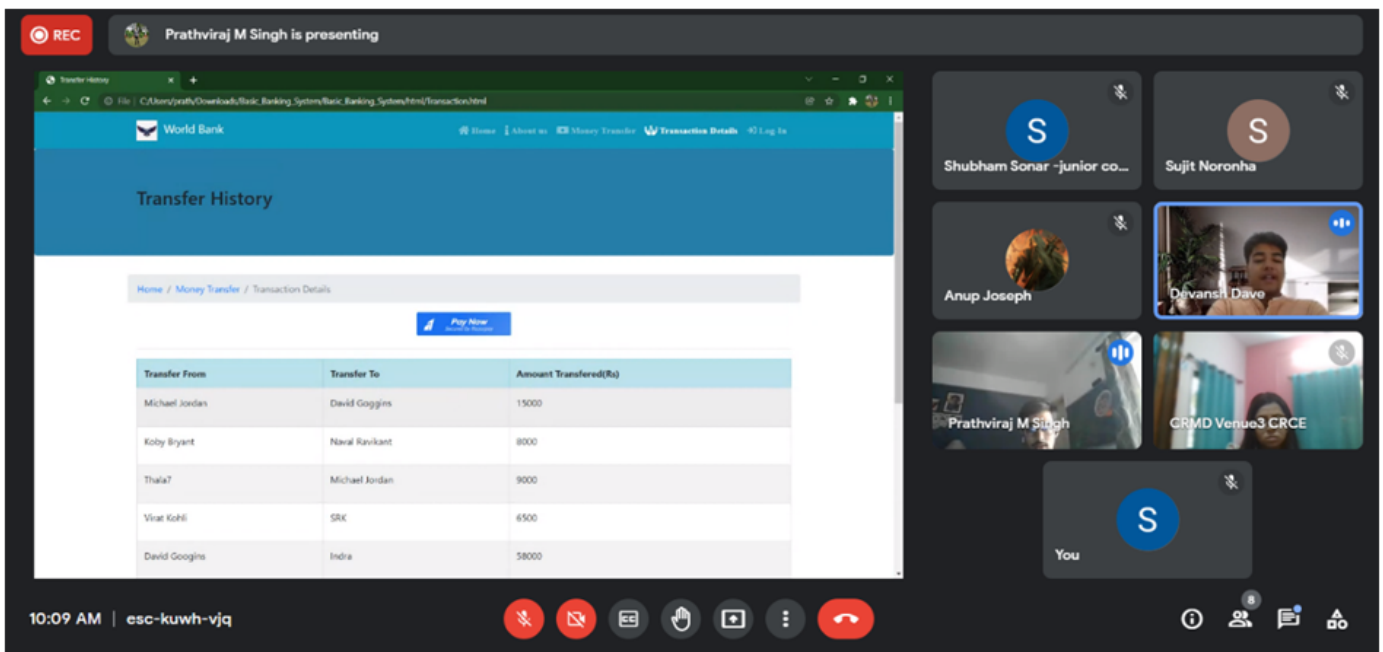 REC
Prathviraj M Singh is presenting
Transfer History
File | C:/Users/prath/Downloads/Basic_Banking_System/Basic_Banking_System/html/Transaction.html
World Bank
Home About us Money Transfer Transaction Details Log In
Transfer History
Home / Money Transfer / Transaction Details
Pay Now
Transfer From Transfer To Amount Transfered(Rs)
Michael Jordan David Goggins 15000
Koby Bryant Naval Ravikant 8000
Thala7 Michael Jordan 9000
Virat Kohli SRK 6500
David Googins Indra 58000
S
Shubham Sonar -junior co...
S
Sujit Noronha
Anup Joseph
Devansh Dave
Prathviraj M Singh
CRMD Venue3 CRCE
S
You
10:09 AM | esc-kuwh-vjq
CC
8